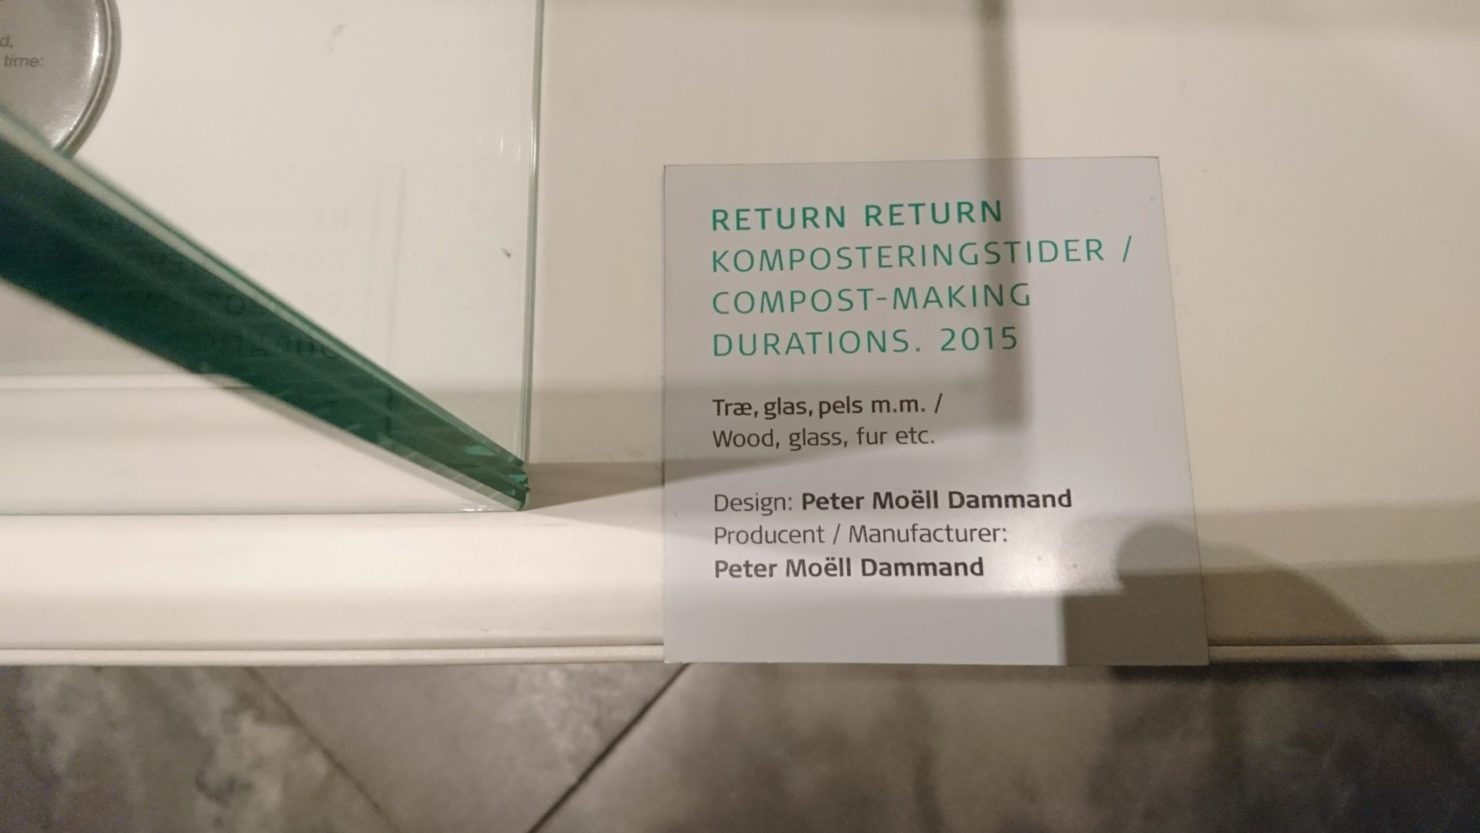 d,
time:
RETURN RETURN
KOMPOSTERINGSTIDER /
COMPOST-MAKING
DURATIONS. 2015
Træ, glas, pels m.m. /
Wood, glass, fur etc.
Design: Peter Moëll Dammand
Producent / Manufacturer:
Peter Moëll Dammand